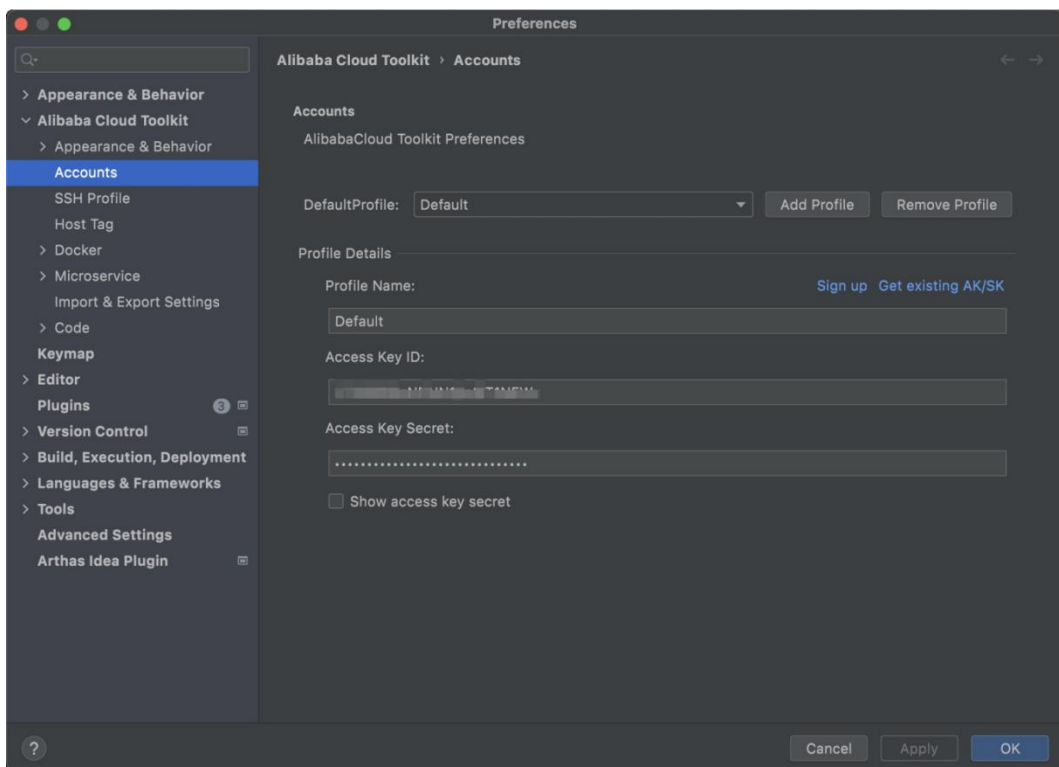 Preferences
Alibaba Cloud Toolkit › Accounts
Appearance & Behavior
Alibaba Cloud Toolkit
Appearance & Behavior
Accounts
SSH Profile
Host Tag
Docker
Microservice
Import & Export Settings
Code
Keymap
Editor
Plugins 3
Version Control
Build, Execution, Deployment
Languages & Frameworks
Tools
Advanced Settings
Arthas Idea Plugin
Accounts
AlibabaCloud Toolkit Preferences
DefaultProfile: Default Add Profile Remove Profile
Profile Details
Profile Name: Sign up Get existing AK/SK
Default
Access Key ID:
Access Key Secret:
••••••••••••••••••••••••••••••
Show access key secret
? Cancel Apply OK